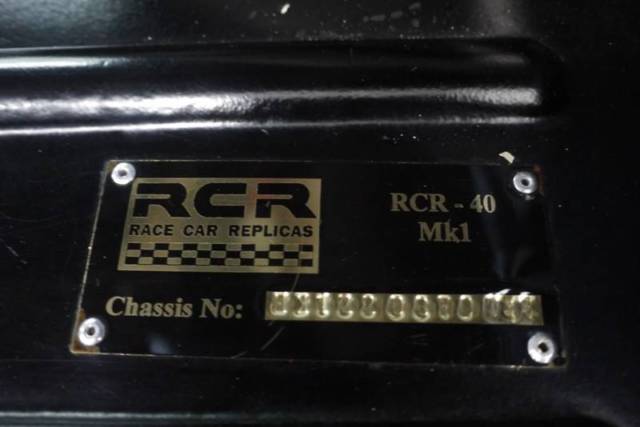 RCR
RACE CAR REPLICAS
RCR - 40
Mk1
Chassis No: